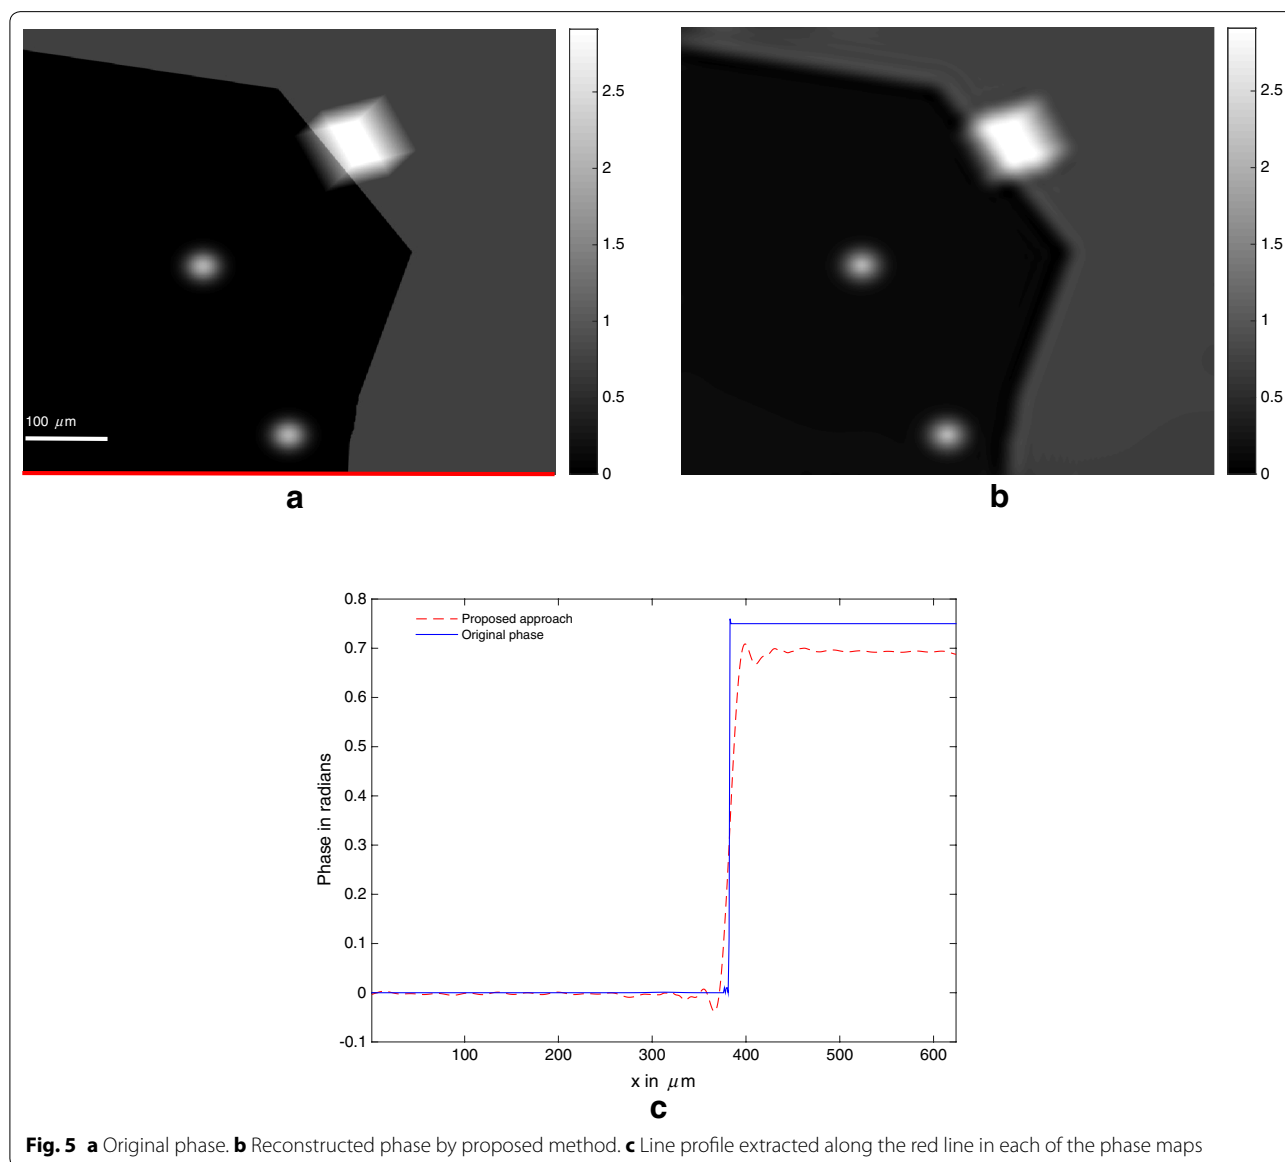 2.5
2
1.5
1
0.5
0
100 μm
a
2.5
2
1.5
1
0.5
0
b
0.8
0.7
0.6
0.5
0.4
0.3
0.2
0.1
0
-0.1
Phase in radians
Proposed approach
Original phase
100 200 300 400 500 600
x in μm
c
Fig. 5 a Original phase. b Reconstructed phase by proposed method. c Line profile extracted along the red line in each of the phase maps